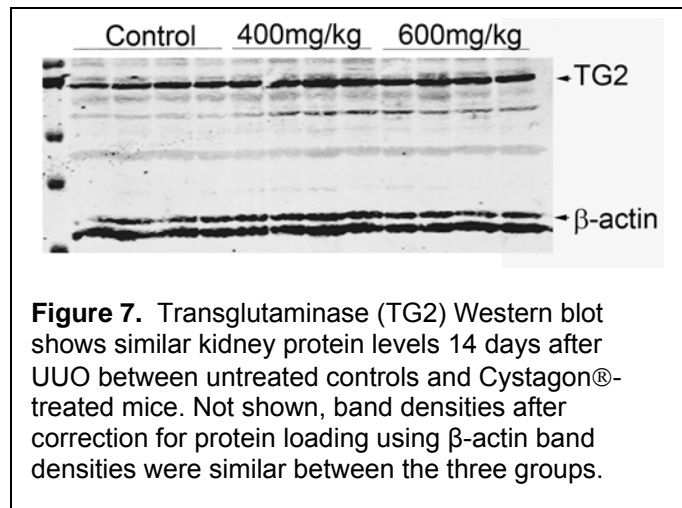 Control 400mg/kg 600mg/kg
TG2
β-actin
Figure 7. Transglutaminase (TG2) Western blot
shows similar kidney protein levels 14 days after
UUO between untreated controls and Cystagon®-
treated mice. Not shown, band densities after
correction for protein loading using β-actin band
densities were similar between the three groups.